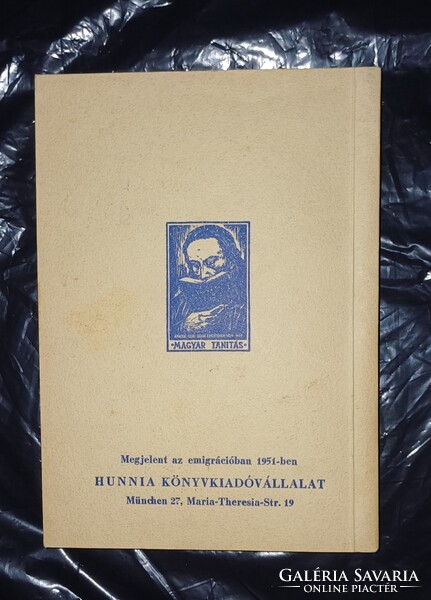 ·MAGYAR TANITÁS·
Megjelent az emigrációban 1951-ben
HUNNIA KÖNYVKIADÓVÁLLALAT
München 27, Maria-Theresia-Str. 19
GALÉRIA SAVARIA
ONLINE PIACTÉR